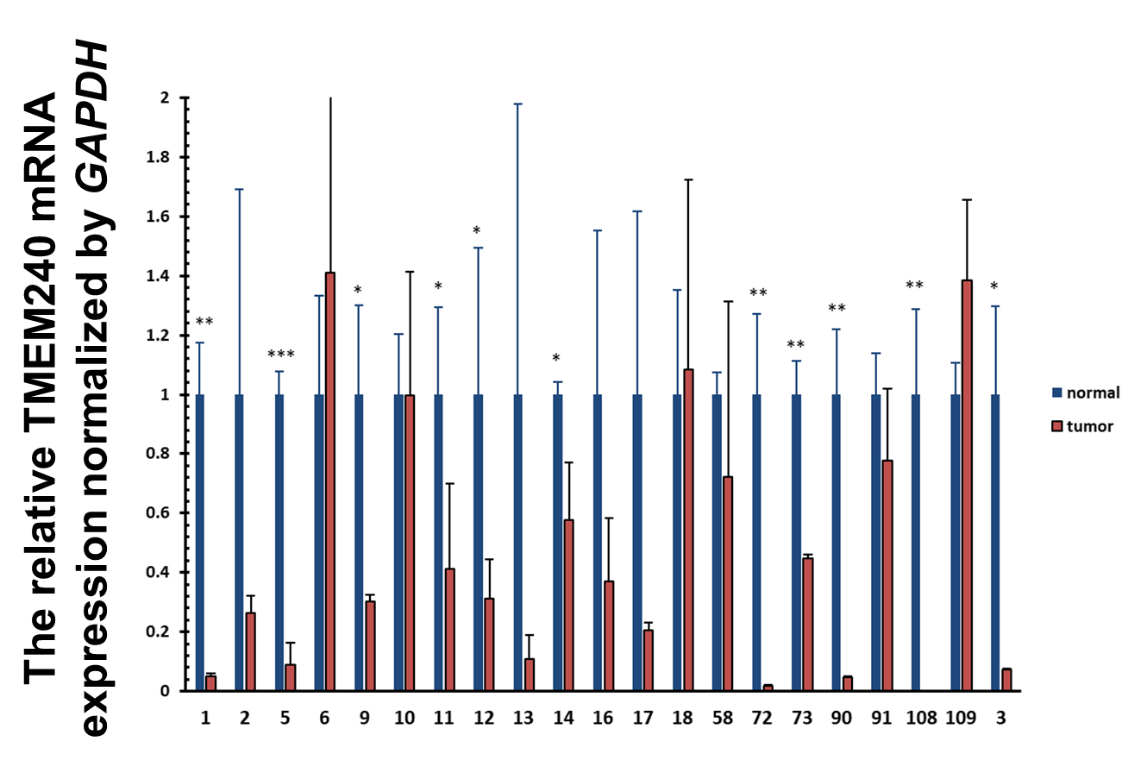 The relative TMEM240 mRNA
expression normalized by GAPDH
2
1.8
1.6
1.4
1.2
1
0.8
0.6
0.4
0.2
0
** *** * * * * ** ** ** ** *
1 2 5 6 9 10 11 12 13 14 16 17 18 58 72 73 90 91 108 109 3
normal
tumor